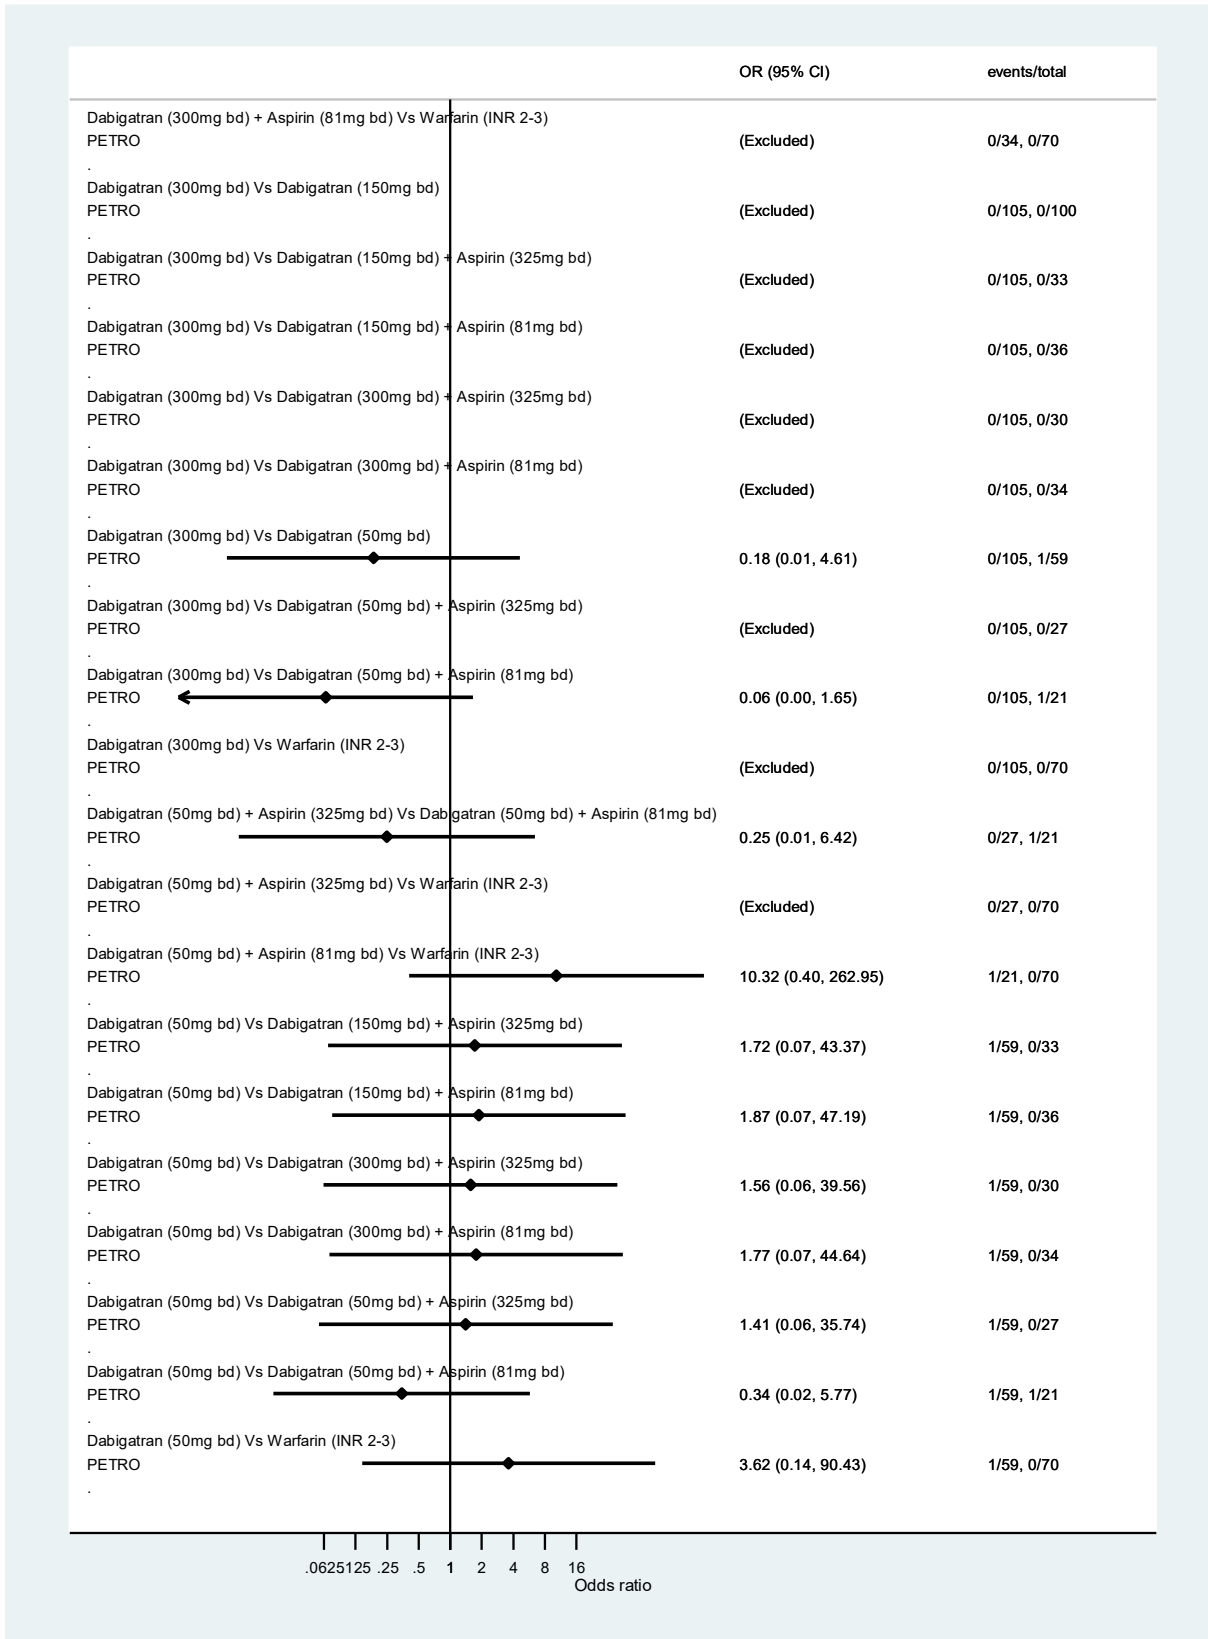 OR (95% CI) events/total
Dabigatran (300mg bd) + Aspirin (81mg bd) Vs Warfarin (INR 2-3)
PETRO (Excluded) 0/34, 0/70
.
Dabigatran (300mg bd) Vs Dabigatran (150mg bd)
PETRO (Excluded) 0/105, 0/100
.
Dabigatran (300mg bd) Vs Dabigatran (150mg bd) + Aspirin (325mg bd)
PETRO (Excluded) 0/105, 0/33
.
Dabigatran (300mg bd) Vs Dabigatran (150mg bd) + Aspirin (81mg bd)
PETRO (Excluded) 0/105, 0/36
.
Dabigatran (300mg bd) Vs Dabigatran (300mg bd) + Aspirin (325mg bd)
PETRO (Excluded) 0/105, 0/30
.
Dabigatran (300mg bd) Vs Dabigatran (300mg bd) + Aspirin (81mg bd)
PETRO (Excluded) 0/105, 0/34
.
Dabigatran (300mg bd) Vs Dabigatran (50mg bd)
PETRO 0.18 (0.01, 4.61) 0/105, 1/59
.
Dabigatran (300mg bd) Vs Dabigatran (50mg bd) + Aspirin (325mg bd)
PETRO (Excluded) 0/105, 0/27
.
Dabigatran (300mg bd) Vs Dabigatran (50mg bd) + Aspirin (81mg bd)
PETRO 0.06 (0.00, 1.65) 0/105, 1/21
.
Dabigatran (300mg bd) Vs Warfarin (INR 2-3)
PETRO (Excluded) 0/105, 0/70
.
Dabigatran (50mg bd) + Aspirin (325mg bd) Vs Dabigatran (50mg bd) + Aspirin (81mg bd)
PETRO 0.25 (0.01, 6.42) 0/27, 1/21
.
Dabigatran (50mg bd) + Aspirin (325mg bd) Vs Warfarin (INR 2-3)
PETRO (Excluded) 0/27, 0/70
.
Dabigatran (50mg bd) + Aspirin (81mg bd) Vs Warfarin (INR 2-3)
PETRO 10.32 (0.40, 262.95) 1/21, 0/70
.
Dabigatran (50mg bd) Vs Dabigatran (150mg bd) + Aspirin (325mg bd)
PETRO 1.72 (0.07, 43.37) 1/59, 0/33
.
Dabigatran (50mg bd) Vs Dabigatran (150mg bd) + Aspirin (81mg bd)
PETRO 1.87 (0.07, 47.19) 1/59, 0/36
.
Dabigatran (50mg bd) Vs Dabigatran (300mg bd) + Aspirin (325mg bd)
PETRO 1.56 (0.06, 39.56) 1/59, 0/30
.
Dabigatran (50mg bd) Vs Dabigatran (300mg bd) + Aspirin (81mg bd)
PETRO 1.77 (0.07, 44.64) 1/59, 0/34
.
Dabigatran (50mg bd) Vs Dabigatran (50mg bd) + Aspirin (325mg bd)
PETRO 1.41 (0.06, 35.74) 1/59, 0/27
.
Dabigatran (50mg bd) Vs Dabigatran (50mg bd) + Aspirin (81mg bd)
PETRO 0.34 (0.02, 5.77) 1/59, 1/21
.
Dabigatran (50mg bd) Vs Warfarin (INR 2-3)
PETRO 3.62 (0.14, 90.43) 1/59, 0/70
.
.0625 .125 .25 .5 1 2 4 8 16
Odds ratio